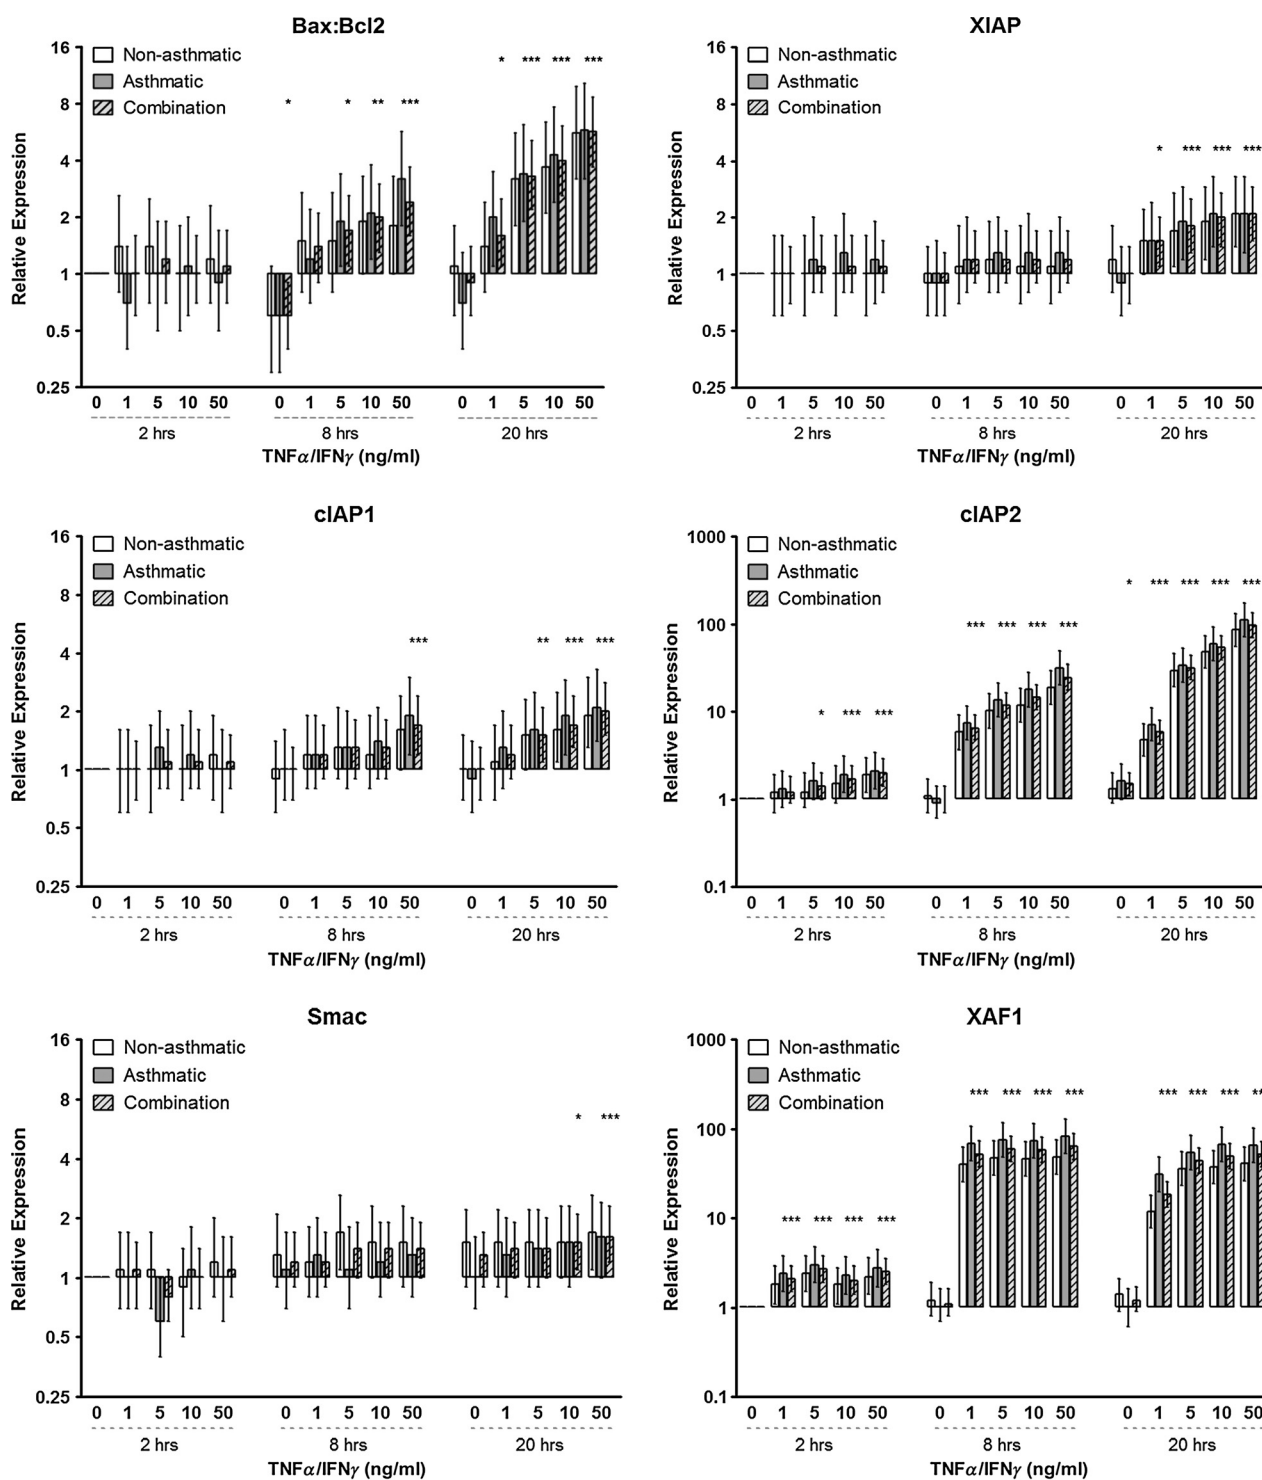 Bax:Bcl2
16
8
4
2
1
0.5
0.25
Relative Expression
Non-asthmatic
Asthmatic
Combination
* * ** *** * *** *** ***
0 1 5 10 50 0 1 5 10 50 0 1 5 10 50
2 hrs 8 hrs 20 hrs
TNFα/IFNγ (ng/ml)
XIAP
16
8
4
2
1
0.5
0.25
Relative Expression
Non-asthmatic
Asthmatic
Combination
* *** *** ***
0 1 5 10 50 0 1 5 10 50 0 1 5 10 50
2 hrs 8 hrs 20 hrs
TNFα/IFNγ (ng/ml)
cIAP1
16
8
4
2
1
0.5
0.25
Relative Expression
Non-asthmatic
Asthmatic
Combination
*** ** *** ***
0 1 5 10 50 0 1 5 10 50 0 1 5 10 50
2 hrs 8 hrs 20 hrs
TNFα/IFNγ (ng/ml)
cIAP2
1000
100
10
1
0.1
Relative Expression
Non-asthmatic
Asthmatic
Combination
* *** *** *** *** *** *** * *** *** *** ***
0 1 5 10 50 0 1 5 10 50 0 1 5 10 50
2 hrs 8 hrs 20 hrs
TNFα/IFNγ (ng/ml)
Smac
16
8
4
2
1
0.5
0.25
Relative Expression
Non-asthmatic
Asthmatic
Combination
* ***
0 1 5 10 50 0 1 5 10 50 0 1 5 10 50
2 hrs 8 hrs 20 hrs
TNFα/IFNγ (ng/ml)
XAF1
1000
100
10
1
0.1
Relative Expression
Non-asthmatic
Asthmatic
Combination
*** *** *** *** *** *** *** *** *** *** *** **
0 1 5 10 50 0 1 5 10 50 0 1 5 10 50
2 hrs 8 hrs 20 hrs
TNFα/IFNγ (ng/ml)